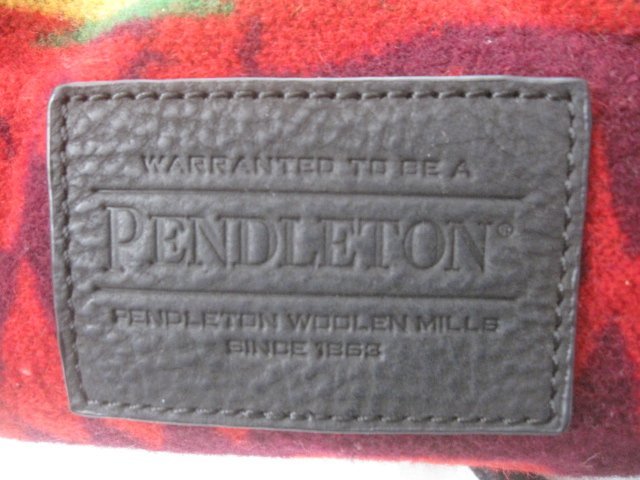 WARRANTED TO BE A
PENDLETON®
PENDLETON WOOLEN MILLS
SINCE 1863